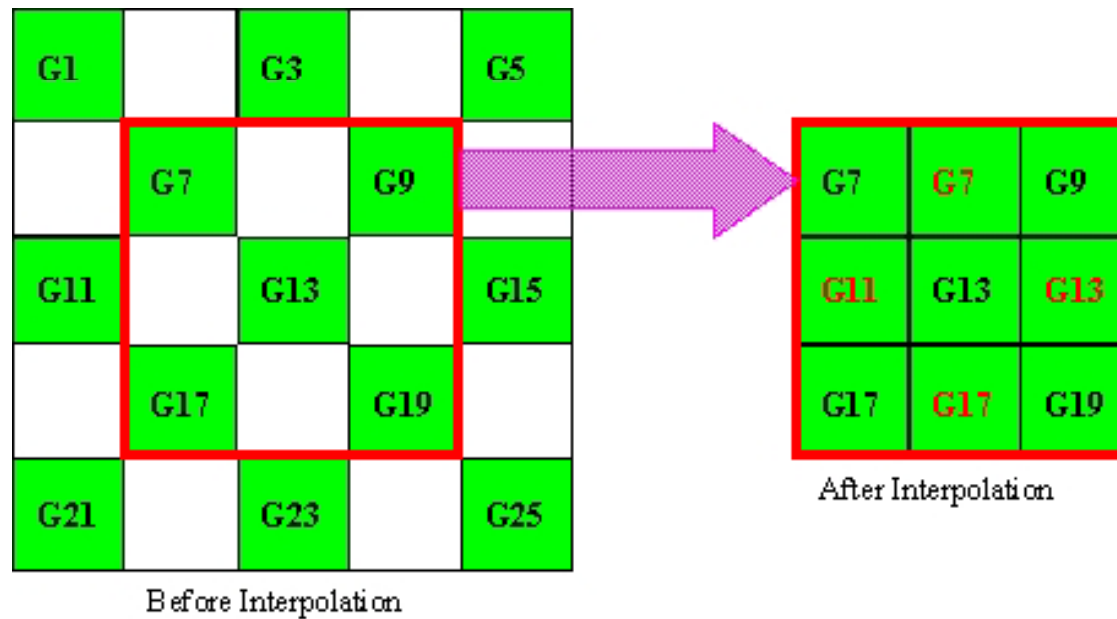 G1 G3 G5
G7 G9
G7 G7 G9
G11 G13 G15
G11 G13 G13
G17 G19
G17 G17 G19
G21 G23 G25
After Interpolation
Before Interpolation